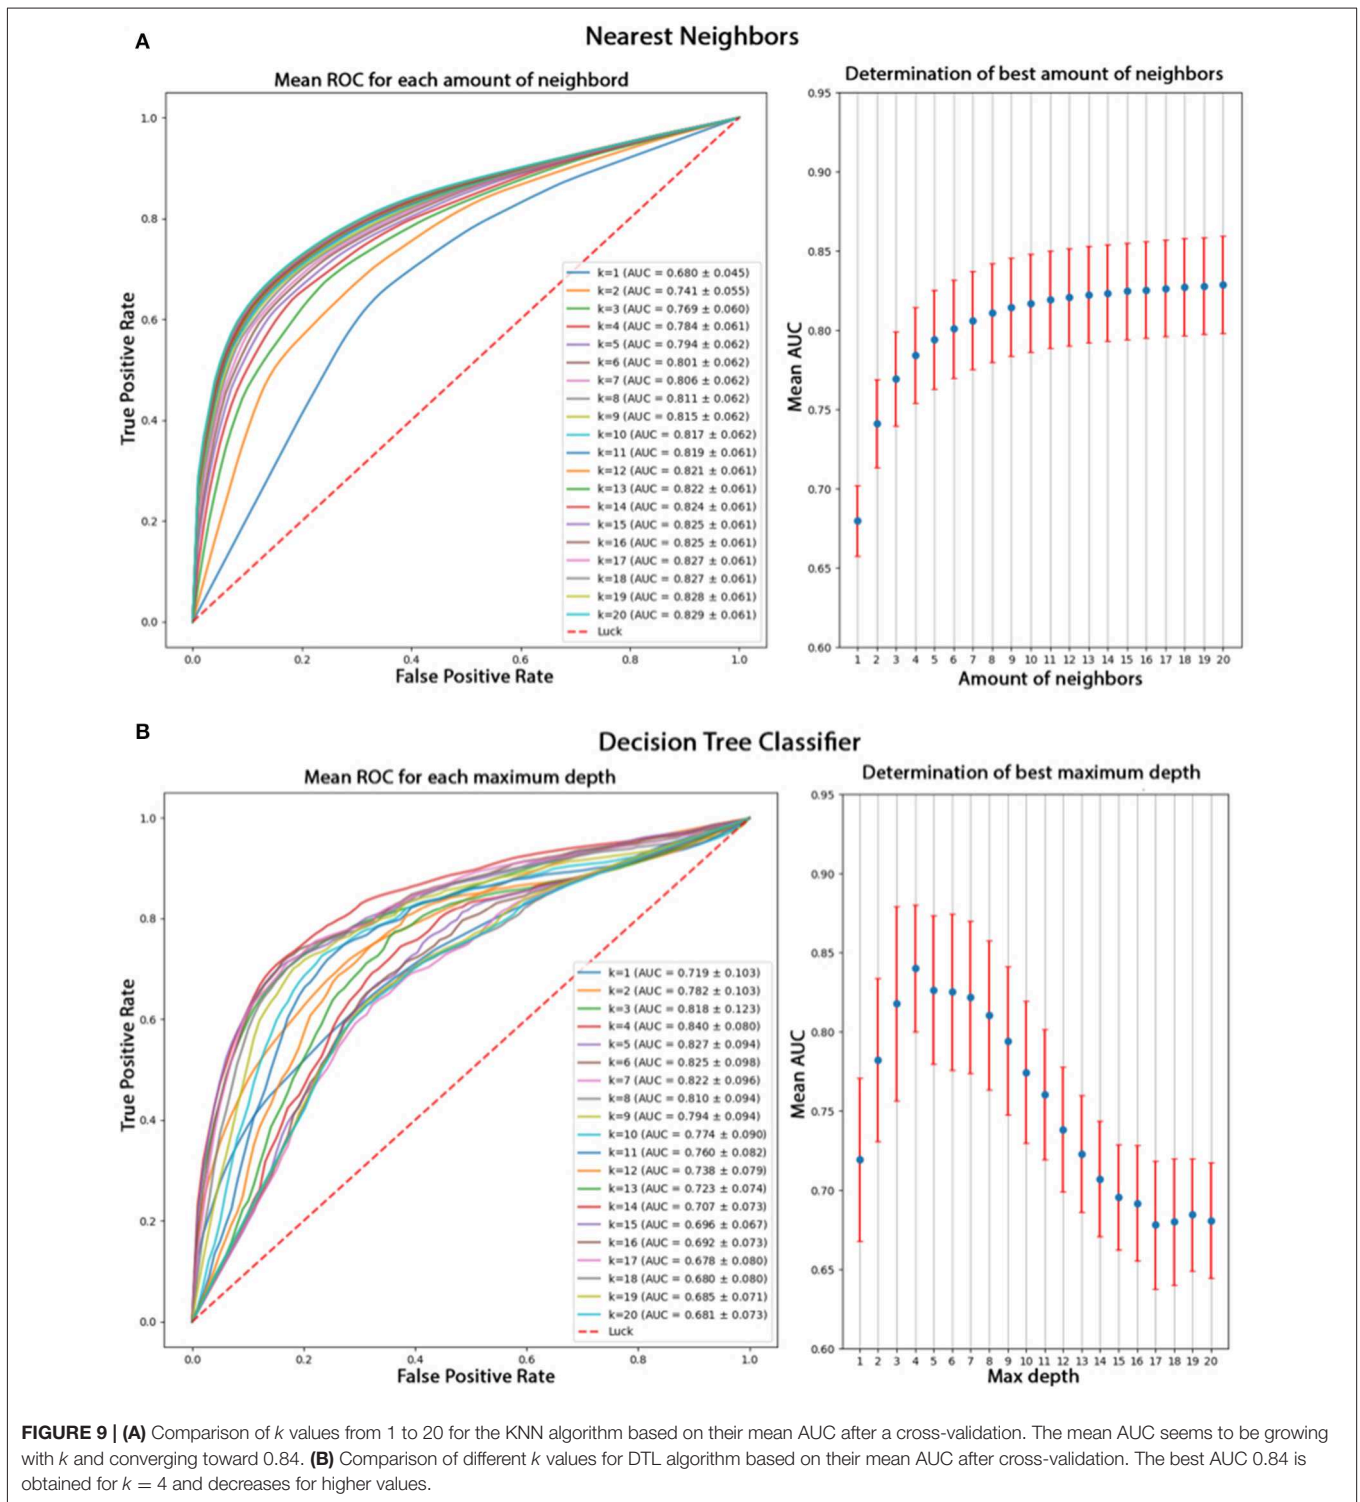 A
Nearest Neighbors
Mean ROC for each amount of neighbord
1.0
0.8
0.6
0.4
0.2
0.0
True Positive Rate
k=1 (AUC = 0.680 ± 0.045)
k=2 (AUC = 0.741 ± 0.055)
k=3 (AUC = 0.769 ± 0.060)
k=4 (AUC = 0.784 ± 0.061)
k=5 (AUC = 0.794 ± 0.062)
k=6 (AUC = 0.801 ± 0.062)
k=7 (AUC = 0.806 ± 0.062)
k=8 (AUC = 0.811 ± 0.062)
k=9 (AUC = 0.815 ± 0.062)
k=10 (AUC = 0.817 ± 0.062)
k=11 (AUC = 0.819 ± 0.061)
k=12 (AUC = 0.821 ± 0.061)
k=13 (AUC = 0.822 ± 0.061)
k=14 (AUC = 0.824 ± 0.061)
k=15 (AUC = 0.825 ± 0.061)
k=16 (AUC = 0.825 ± 0.061)
k=17 (AUC = 0.827 ± 0.061)
k=18 (AUC = 0.827 ± 0.061)
k=19 (AUC = 0.828 ± 0.061)
k=20 (AUC = 0.829 ± 0.061)
Luck
0.0 0.2 0.4 0.6 0.8 1.0
False Positive Rate
Determination of best amount of neighbors
0.95
0.90
0.85
0.80
0.75
0.70
0.65
0.60
Mean AUC
1 2 3 4 5 6 7 8 9 10 11 12 13 14 15 16 17 18 19 20
Amount of neighbors
B
Decision Tree Classifier
Mean ROC for each maximum depth
1.0
0.8
0.6
0.4
0.2
0.0
True Positive Rate
k=1 (AUC = 0.719 ± 0.103)
k=2 (AUC = 0.782 ± 0.103)
k=3 (AUC = 0.818 ± 0.123)
k=4 (AUC = 0.840 ± 0.080)
k=5 (AUC = 0.827 ± 0.094)
k=6 (AUC = 0.825 ± 0.098)
k=7 (AUC = 0.822 ± 0.096)
k=8 (AUC = 0.810 ± 0.094)
k=9 (AUC = 0.794 ± 0.094)
k=10 (AUC = 0.774 ± 0.090)
k=11 (AUC = 0.760 ± 0.082)
k=12 (AUC = 0.738 ± 0.079)
k=13 (AUC = 0.723 ± 0.074)
k=14 (AUC = 0.707 ± 0.073)
k=15 (AUC = 0.696 ± 0.067)
k=16 (AUC = 0.692 ± 0.073)
k=17 (AUC = 0.678 ± 0.080)
k=18 (AUC = 0.680 ± 0.080)
k=19 (AUC = 0.685 ± 0.071)
k=20 (AUC = 0.681 ± 0.073)
Luck
0.0 0.2 0.4 0.6 0.8 1.0
False Positive Rate
Determination of best maximum depth
0.95
0.90
0.85
0.80
0.75
0.70
0.65
0.60
Mean AUC
1 2 3 4 5 6 7 8 9 10 11 12 13 14 15 16 17 18 19 20
Max depth
FIGURE 9 | (A) Comparison of k values from 1 to 20 for the KNN algorithm based on their mean AUC after a cross-validation. The mean AUC seems to be growing
with k and converging toward 0.84. (B) Comparison of different k values for DTL algorithm based on their mean AUC after cross-validation. The best AUC 0.84 is
obtained for k = 4 and decreases for higher values.